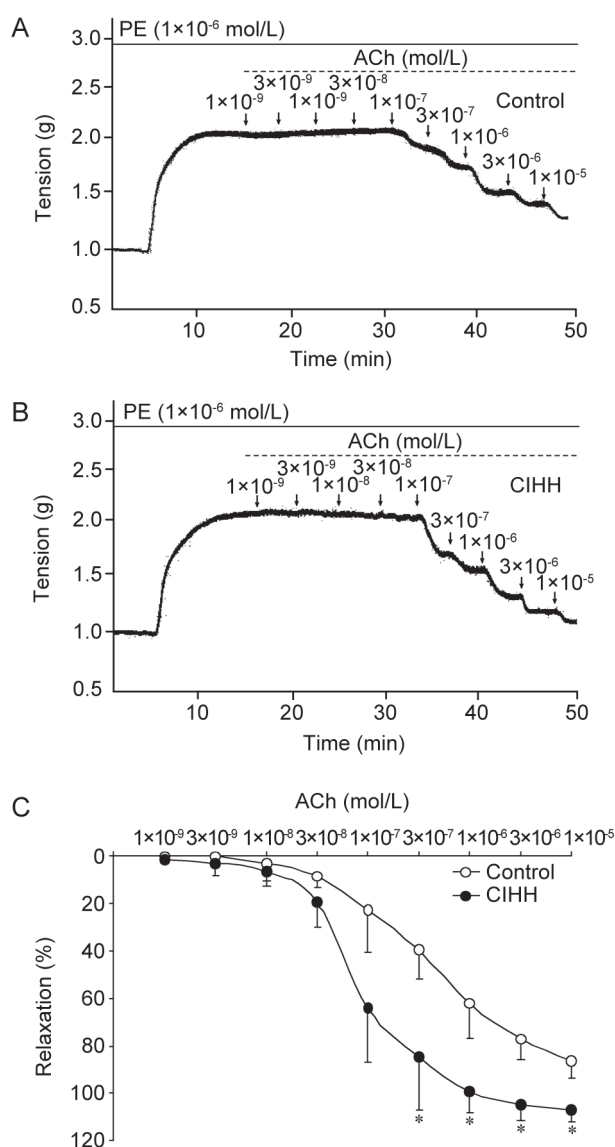 A
PE (1×10⁻⁶ mol/L)
3.0
ACh (mol/L)
2.5
3×10⁻⁹ 3×10⁻⁸
1×10⁻⁹ 1×10⁻⁹ 1×10⁻⁷ Control
3×10⁻⁷
2.0
1×10⁻⁶
3×10⁻⁶
1×10⁻⁵
1.5
1.0
0.5
Tension (g)
10 20 30 40 50
Time (min)
B
PE (1×10⁻⁶ mol/L)
3.0
ACh (mol/L)
2.5
3×10⁻⁹ 3×10⁻⁸
1×10⁻⁹ 1×10⁻⁸ 1×10⁻⁷ CIHH
2.0
3×10⁻⁷
1×10⁻⁶
3×10⁻⁶
1×10⁻⁵
1.5
1.0
0.5
Tension (g)
10 20 30 40 50
Time (min)
C
ACh (mol/L)
1×10⁻⁹ 3×10⁻⁹ 1×10⁻⁸ 3×10⁻⁸ 1×10⁻⁷ 3×10⁻⁷ 1×10⁻⁶ 3×10⁻⁶ 1×10⁻⁵
0
Control
CIHH
20
40
60
80
100
120
Relaxation (%)
* * * *